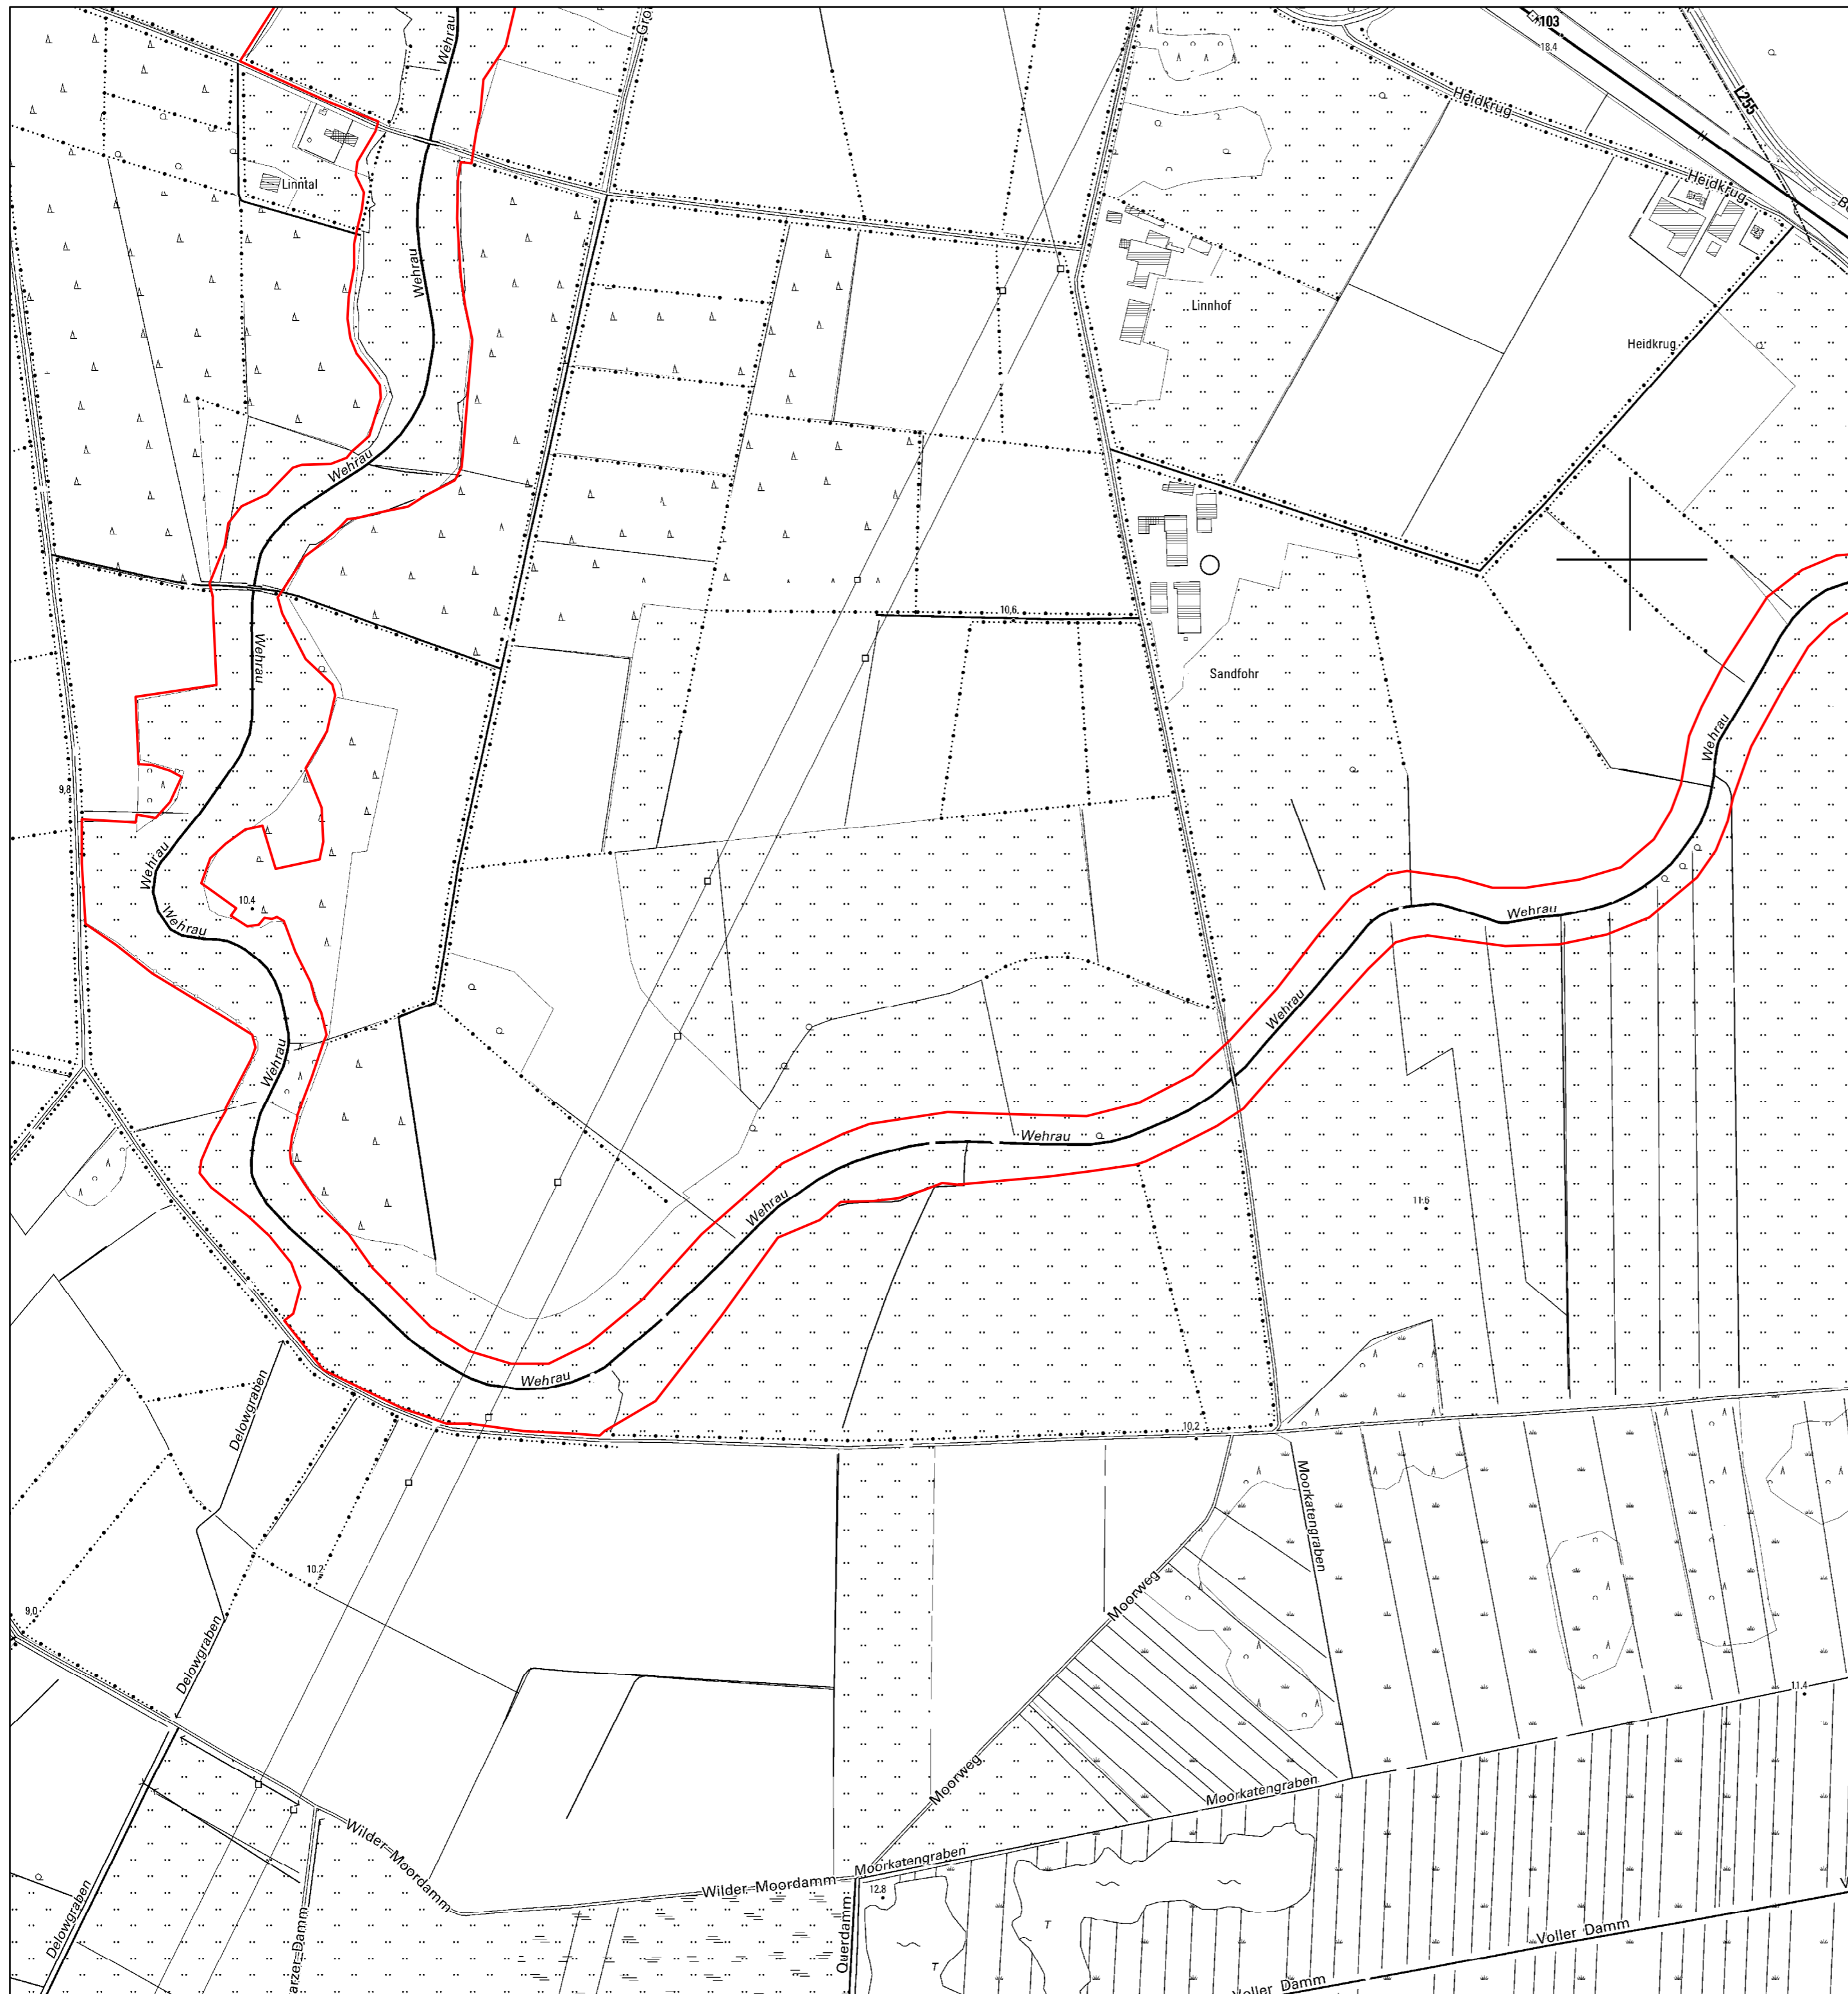 103
18.4
Wehrau
L255
Heidkrug
Heidkrug
Linntal
Wehrau
Linnhof
Heidkrug
Wehrau
10.6
Wehrau
Sandfohr
Wehrau
9,8
Wehrau
10.4
Wehrau
Wehrau
Wehrau
Wehrau
Wehrau
Wehrau
11.6
Wehrau
Delowgraben
10.2
Moorkatengraben
10.2
Moorweg
9,0
Delowgraben
11.4
Moorweg
Moorkatengraben
Wilder Moordamm
Moorkatengraben
Wilder Moordamm
12.8
Delowgraben
Querdamm
arzer Damm
T
T
Voller Damm
Voller Damm